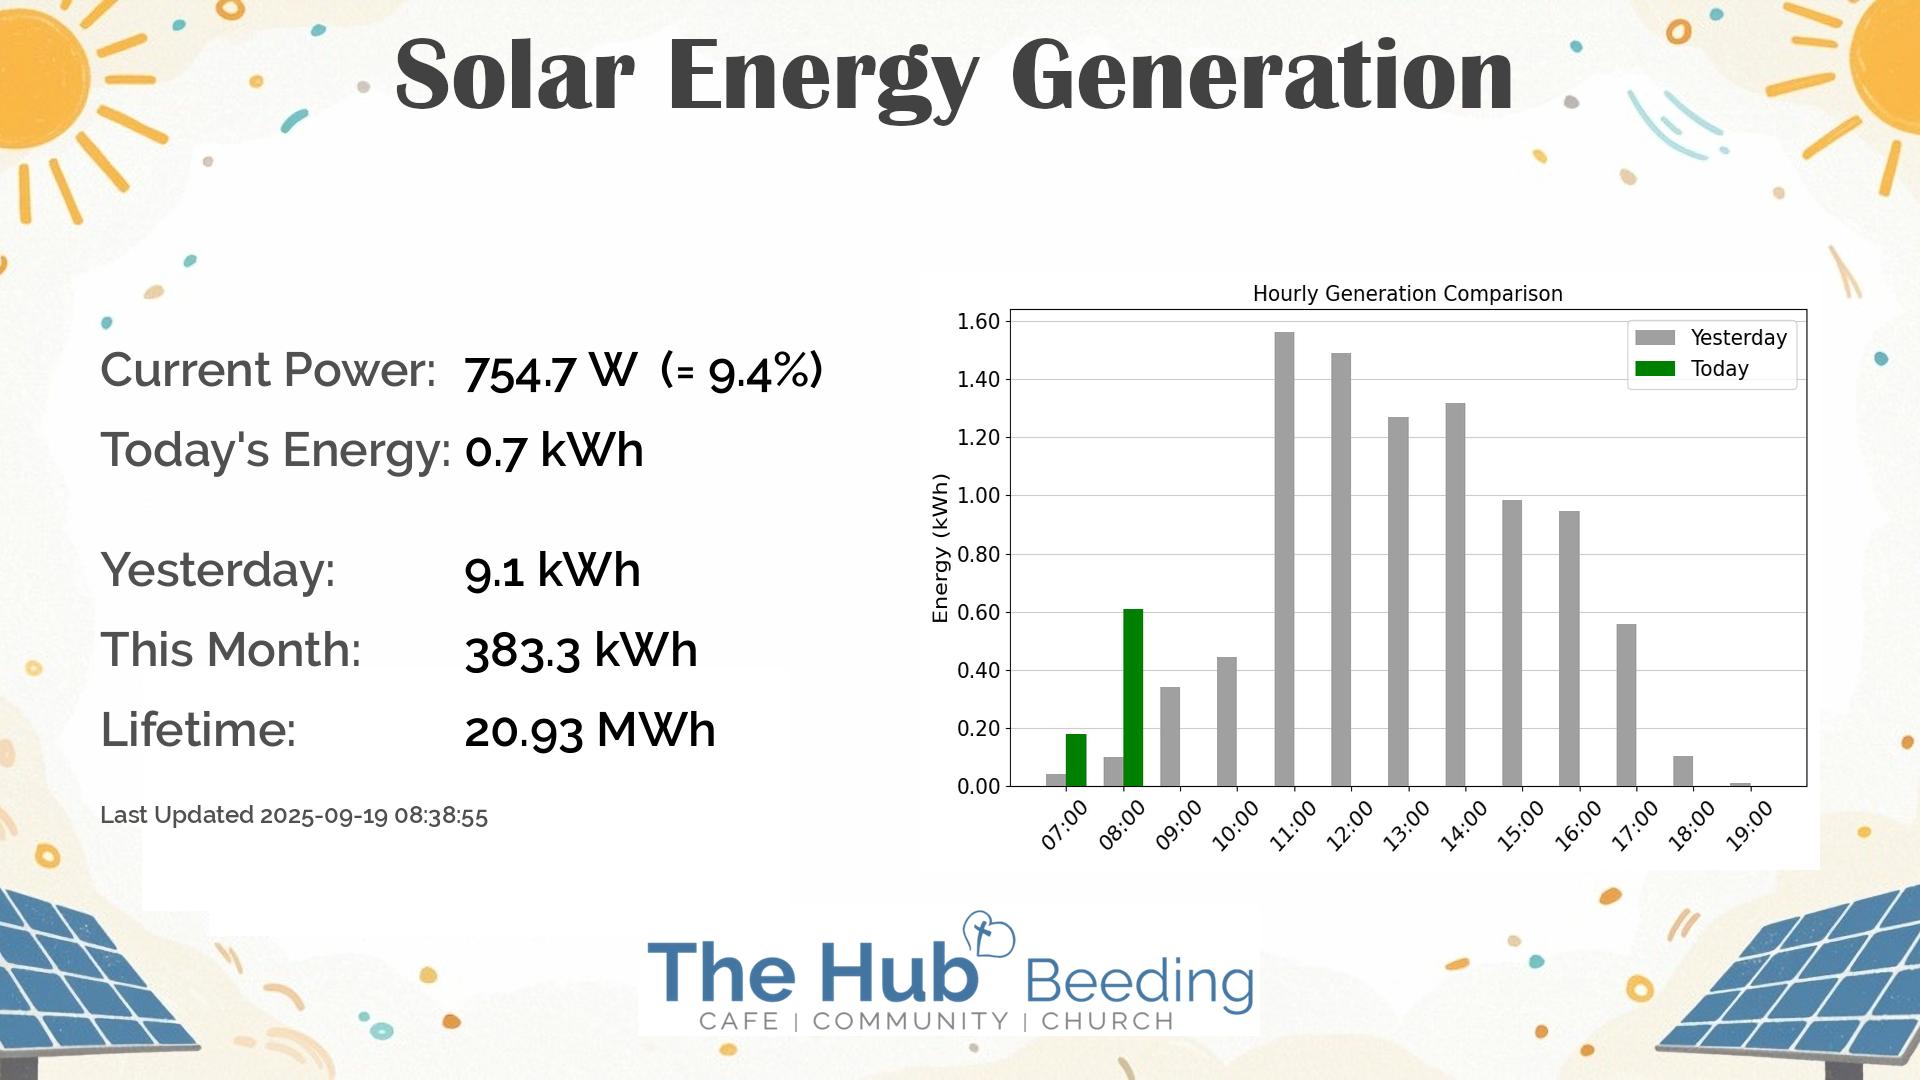 Solar Energy Generation
Current Power: 754.7 W (= 9.4%)
Today's Energy: 0.7 kWh
Yesterday: 9.1 kWh
This Month: 383.3 kWh
Lifetime: 20.93 MWh
Last Updated 2025-09-19 08:38:55
Hourly Generation Comparison
Yesterday
Today
Energy (kWh)
1.60
1.40
1.20
1.00
0.80
0.60
0.40
0.20
0.00
07:00 08:00 09:00 10:00 11:00 12:00 13:00 14:00 15:00 16:00 17:00 18:00 19:00
The Hub Beeding
CAFE | COMMUNITY | CHURCH